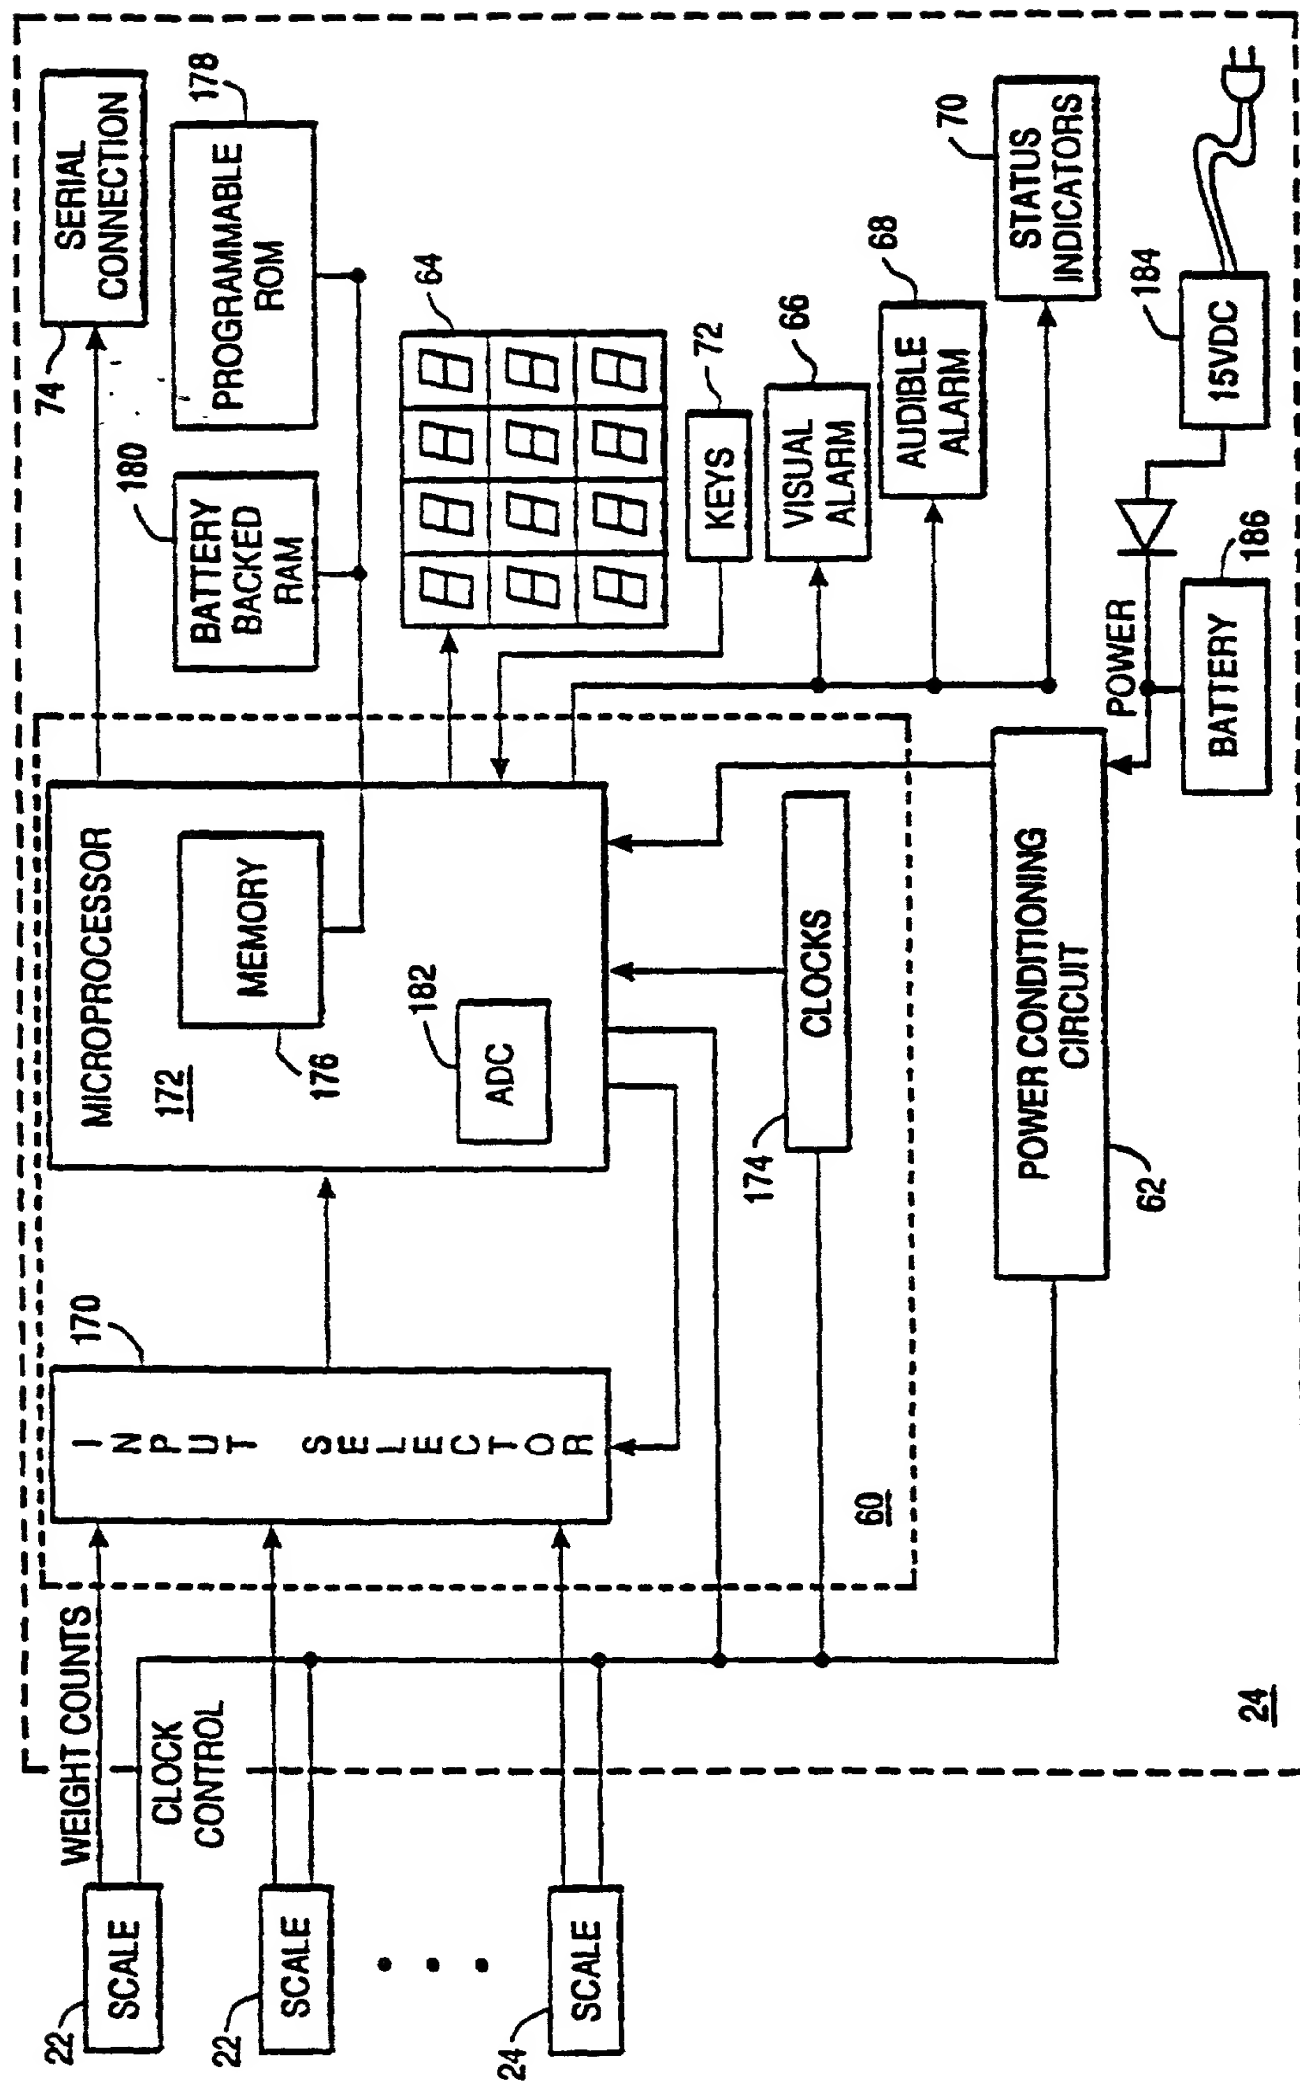 WEIGHT COUNTS
CLOCK
CONTROL
22
SCALE
22
SCALE
24
SCALE
170
INPUT SELECTOR
MICROPROCESSOR
172
MEMORY
176
182
ADC
174
CLOCKS
60
74
SERIAL
CONNECTION
180
BATTERY
BACKED
RAM
178
PROGRAMMABLE
ROM
64
72
KEYS
66
VISUAL
ALARM
68
AUDIBLE
ALARM
70
STATUS
INDICATORS
POWER CONDITIONING
CIRCUIT
62
POWER
184
15VDC
186
BATTERY
24